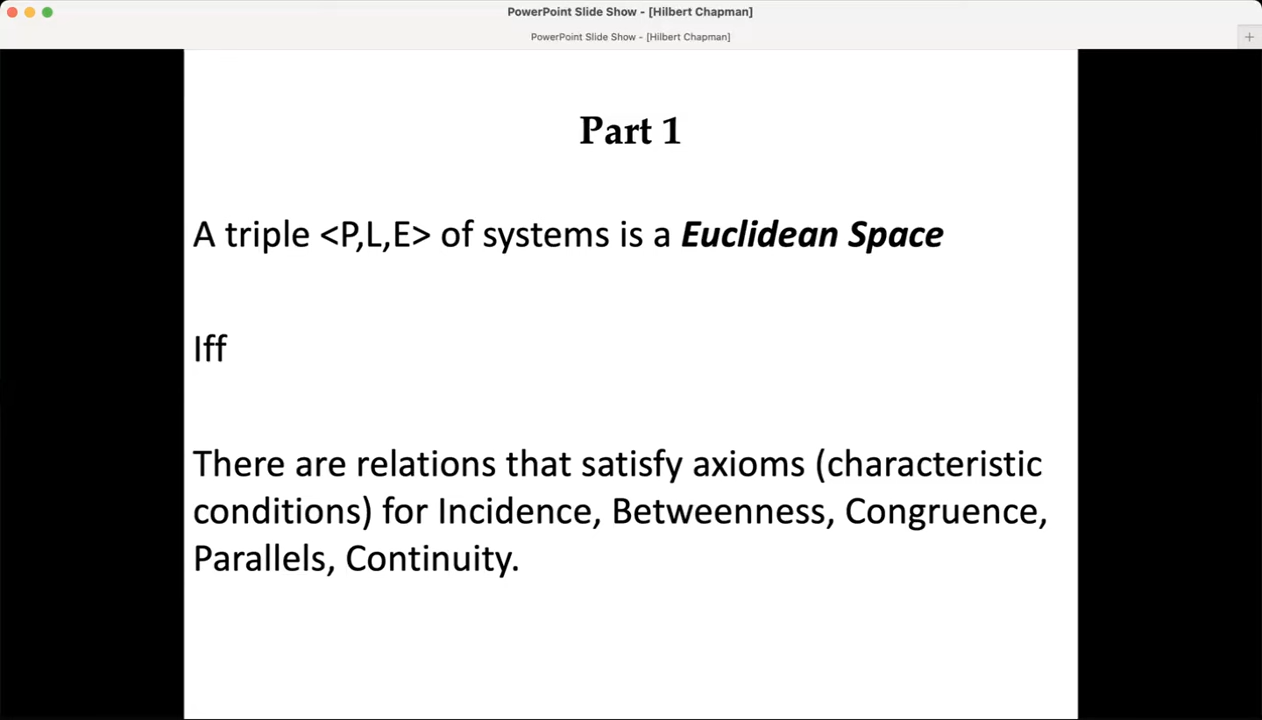 PowerPoint Slide Show - [Hilbert Chapman]
PowerPoint Slide Show - [Hilbert Chapman]
+
Part 1
A triple <P,L,E> of systems is a Euclidean Space
Iff
There are relations that satisfy axioms (characteristic
conditions) for Incidence, Betweenness, Congruence,
Parallels, Continuity.